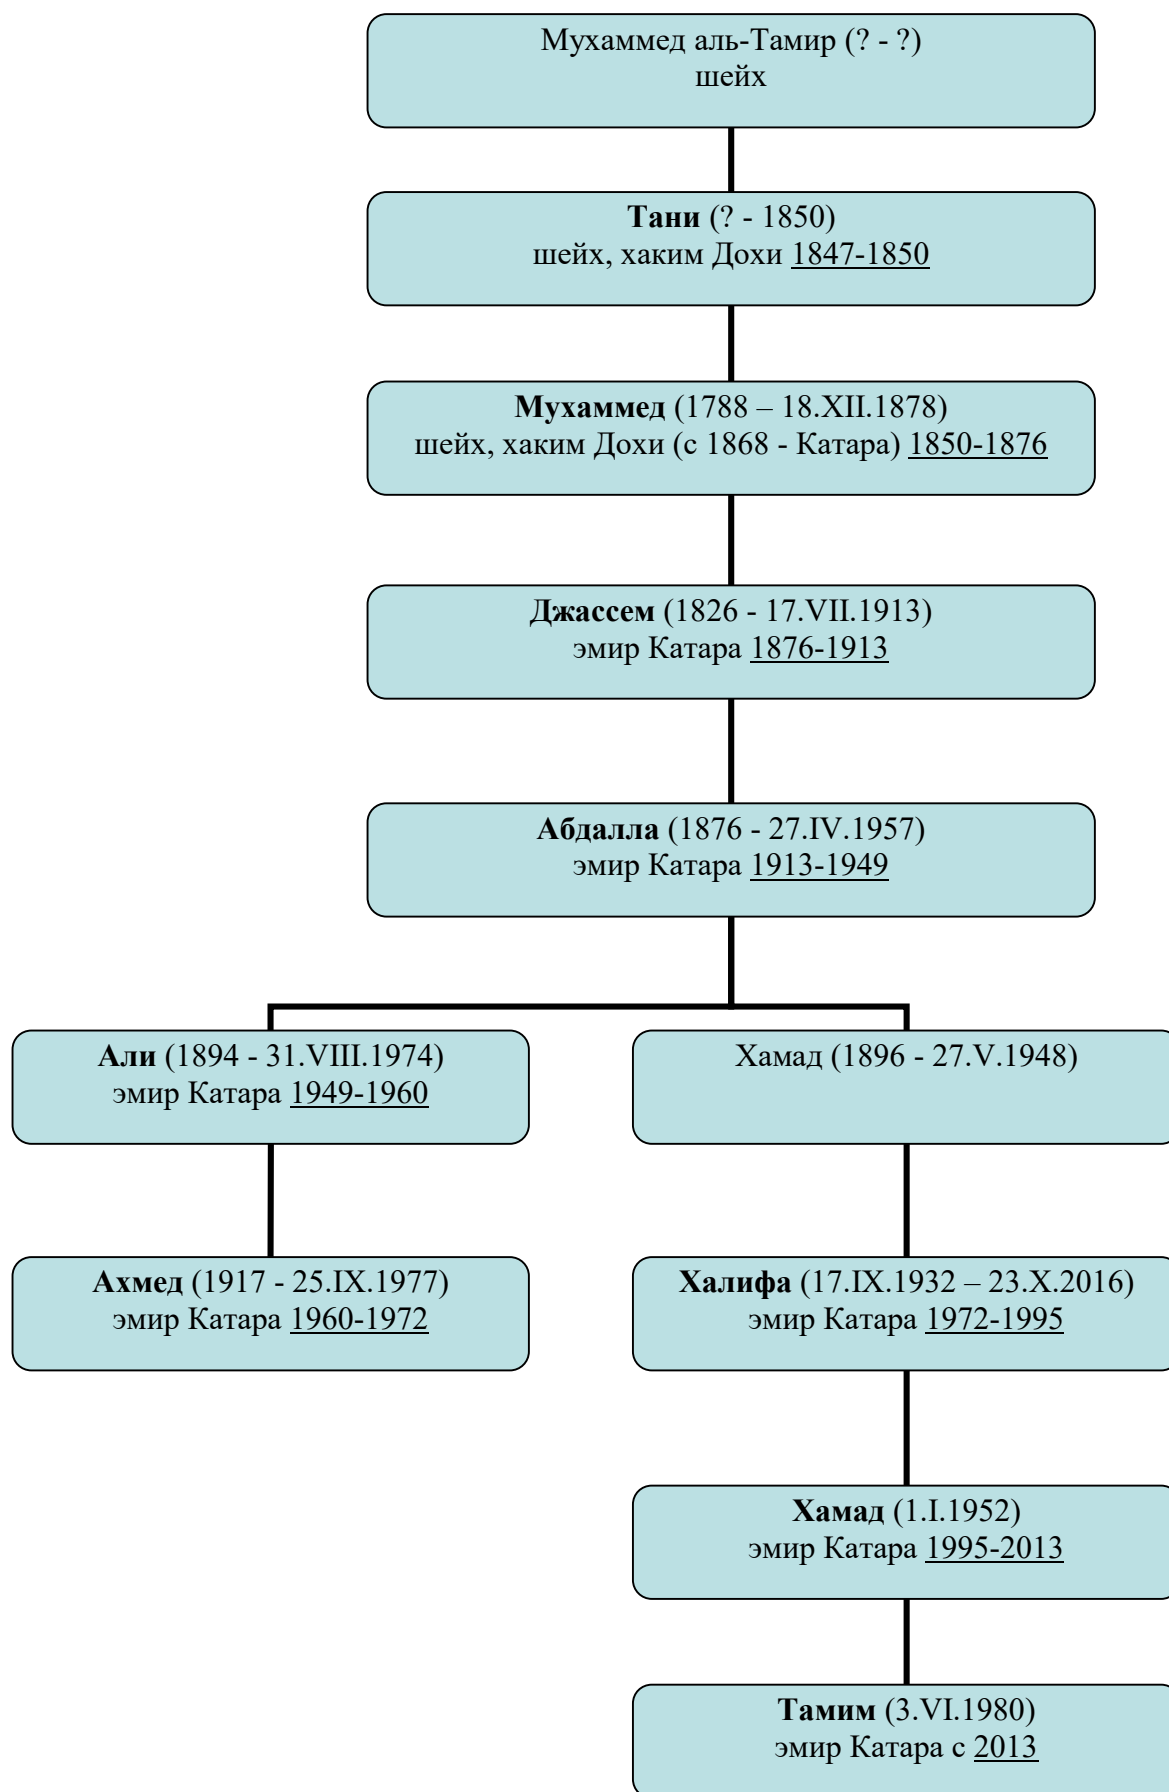 Мухаммед аль-Тамир (? - ?)
шейх
Тани (? - 1850)
шейх, хаким Дохи 1847-1850
Мухаммед (1788 – 18.XII.1878)
шейх, хаким Дохи (с 1868 - Катара) 1850-1876
Джассем (1826 - 17.VII.1913)
эмир Катара 1876-1913
Абдалла (1876 - 27.IV.1957)
эмир Катара 1913-1949
Али (1894 - 31.VIII.1974)
эмир Катара 1949-1960
Хамад (1896 - 27.V.1948)
Ахмед (1917 - 25.IX.1977)
эмир Катара 1960-1972
Халифа (17.IX.1932 – 23.X.2016)
эмир Катара 1972-1995
Хамад (1.I.1952)
эмир Катара 1995-2013
Тамим (3.VI.1980)
эмир Катара с 2013